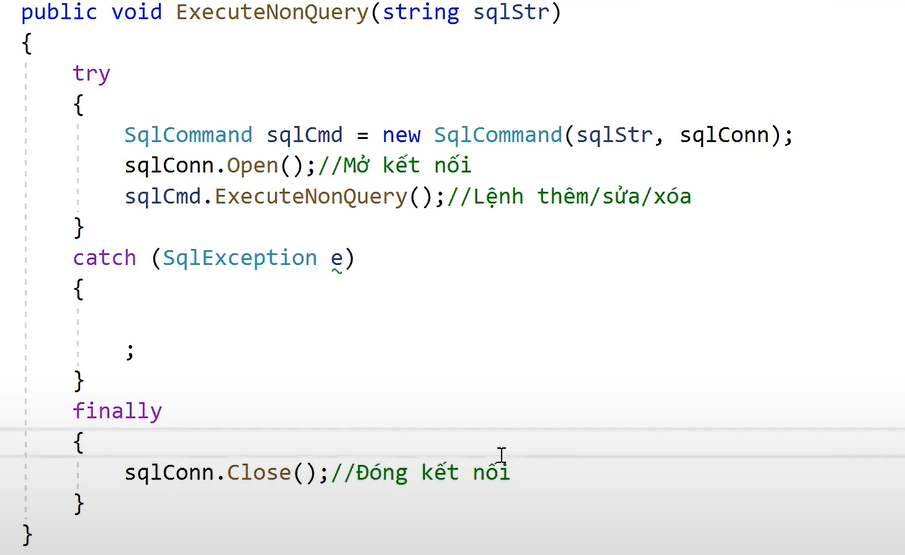 public void ExecuteNonQuery(string sqlStr)
{
try
{
SqlCommand sqlCmd = new SqlCommand(sqlStr, sqlConn);
sqlConn.Open();//Mở kết nối
sqlCmd.ExecuteNonQuery();//Lệnh thêm/sửa/xóa
}
catch (SqlException e)
{
;
}
finally
{
sqlConn.Close();//Đóng kết nối
}
}